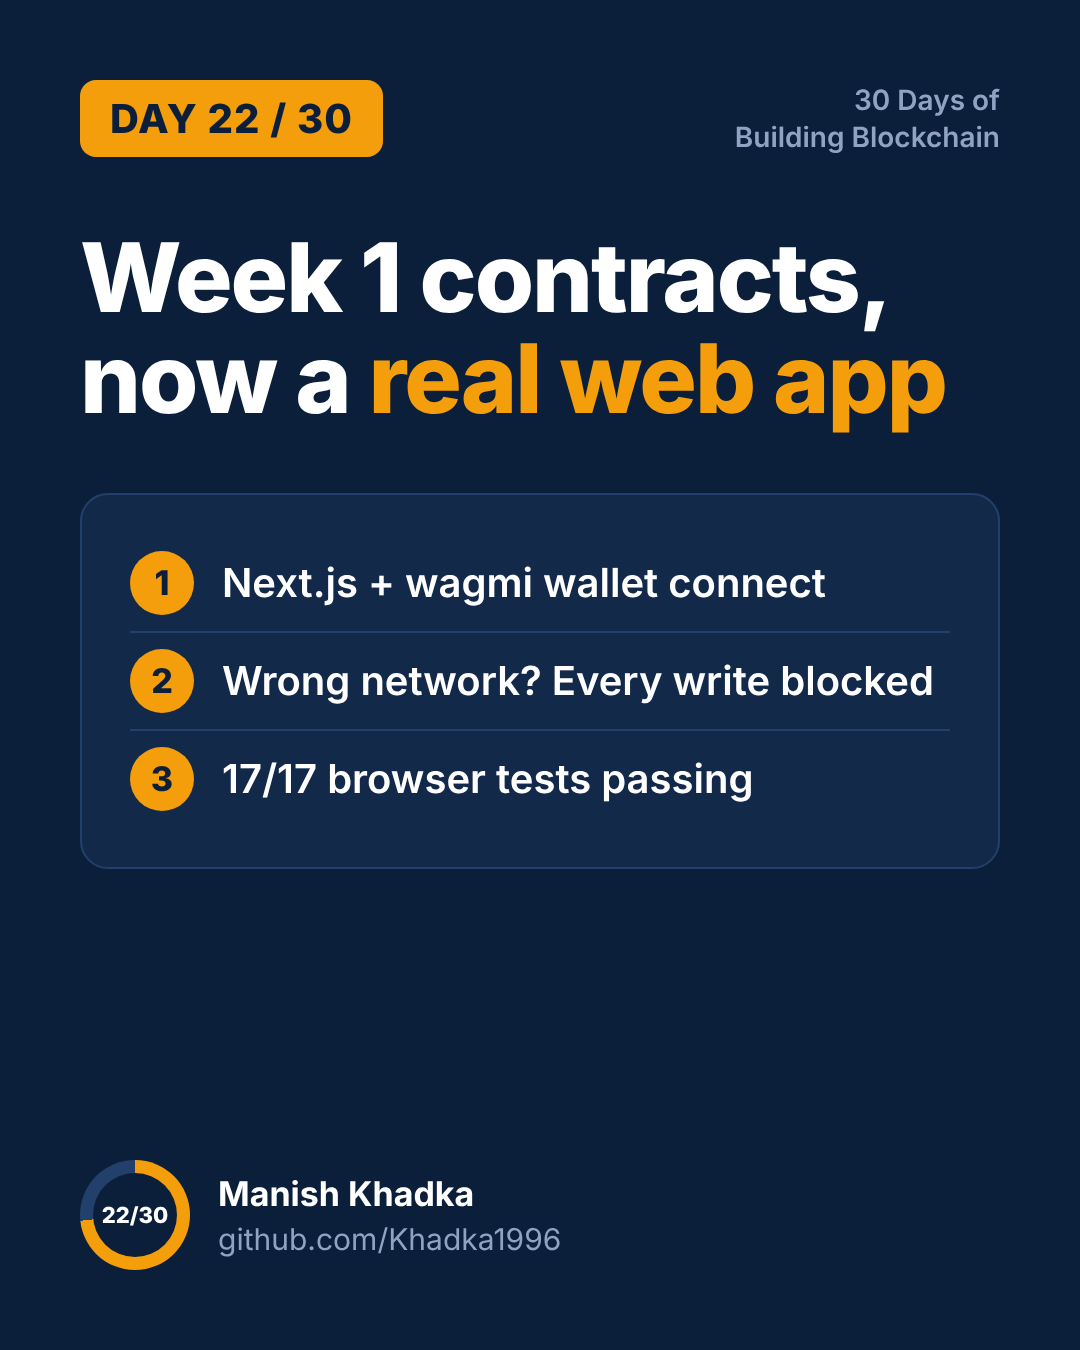 DAY 22 / 30
30 Days of
Building Blockchain
Week 1 contracts,
now a real web app
1 Next.js + wagmi wallet connect
2 Wrong network? Every write blocked
3 17/17 browser tests passing
22/30
Manish Khadka
github.com/Khadka1996